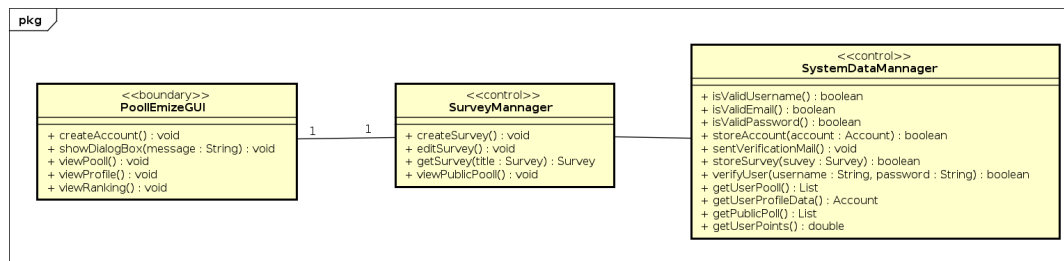 pkg
<<boundary>>
PoollEmizeGUI
+ createAccount() : void
+ showDialogBox(message : String) : void
+ viewPooll() : void
+ viewProfile() : void
+ viewRanking() : void
1
1
<<control>>
SurveyMannager
+ createSurvey() : void
+ editSurvey() : void
+ getSurvey(title : Survey) : Survey
+ viewPublicPooll() : void
<<control>>
SystemDataMannager
+ isValidUsername() : boolean
+ isValidEmail() : boolean
+ isValidPassword() : boolean
+ storeAccount(account : Account) : boolean
+ sentVerificationMail() : void
+ storeSurvey(suvey : Survey) : boolean
+ verifyUser(username : String, password : String) : boolean
+ getUserPooll() : List
+ getUserProfileData() : Account
+ getPublicPoll() : List
+ getUserPoints() : double